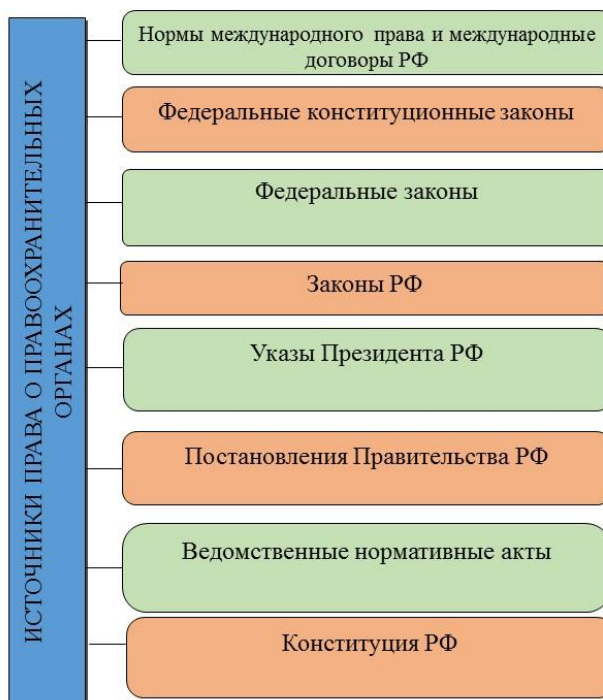 ИСТОЧНИКИ ПРАВА О ПРАВООХРАНИТЕЛЬНЫХ
ОРГАНАХ
Нормы международного права и международные
договоры РФ
Федеральные конституционные законы
Федеральные законы
Законы РФ
Указы Президента РФ
Постановления Правительства РФ
Ведомственные нормативные акты
Конституция РФ